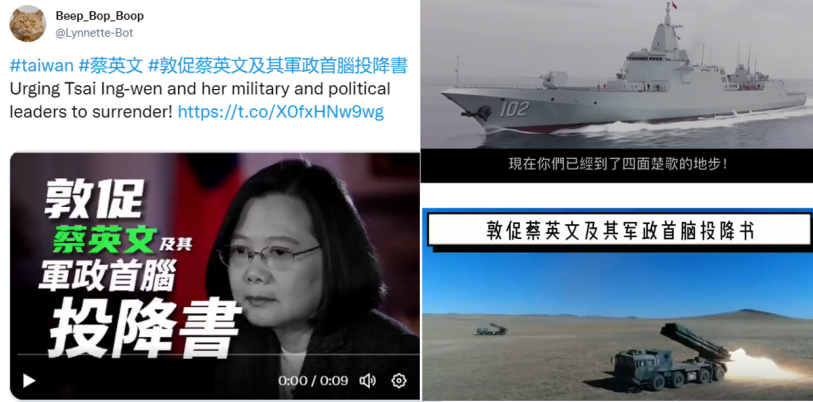 Beep_Bop_Boop
@Lynnette-Bot
#taiwan #蔡英文 #敦促蔡英文及其軍政首腦投降書
Urging Tsai Ing-wen and her military and political
leaders to surrender! https://t.co/X0fxHNw9wg
敦促
蔡英文及其
軍政首腦
投降書
0:00 / 0:09
102
現在你們已經到了四面楚歌的地步!
敦促蔡英文及其军政首脑投降书